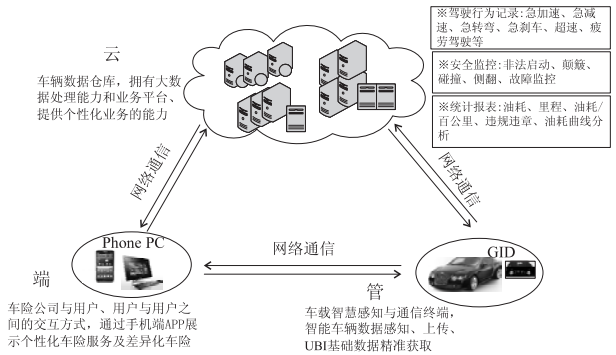 云
车辆数据仓库，拥有大数
据处理能力和业务平台、
提供个性化业务的能力
※驾驶行为记录:急加速、急减
速、急转弯、急刹车、超速、疲
劳驾驶等
※安全监控:非法启动、颠簸、
碰撞、侧翻、故障监控
※统计报表:油耗、里程、油耗/
百公里、违规违章、油耗曲线分
析
网络通信
网络通信
网络通信
Phone PC
GID
端
车险公司与用户、用户与用户之
间的交互方式，通过手机端APP展
示个性化车险服务及差异化车险
管
车载智慧感知与通信终端，
智能车辆数据感知、上传、
UBI基础数据精准获取